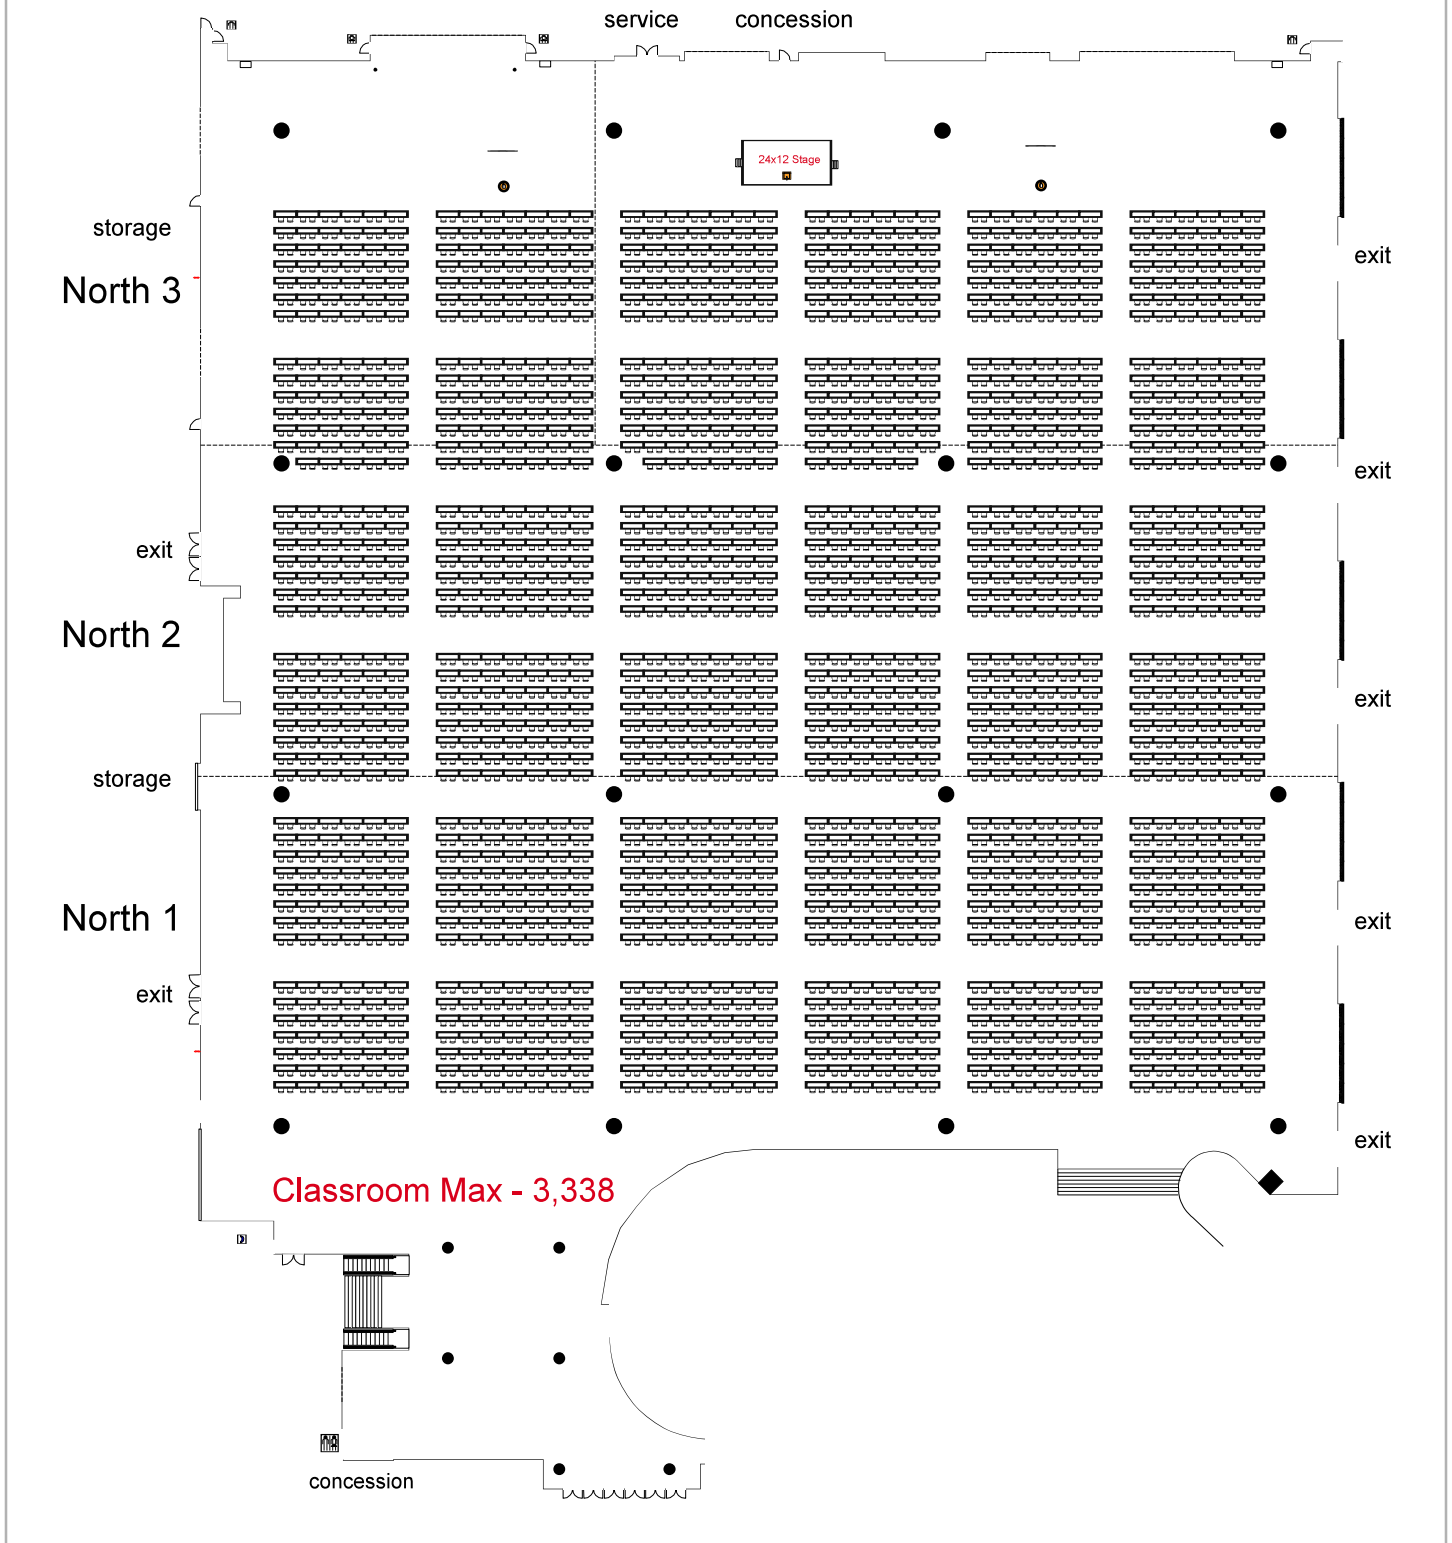 service concession
24x12 Stage
storage
exit
North 3
exit
exit
North 2
exit
storage
North 1
exit
exit
exit
Classroom Max - 3,338
concession